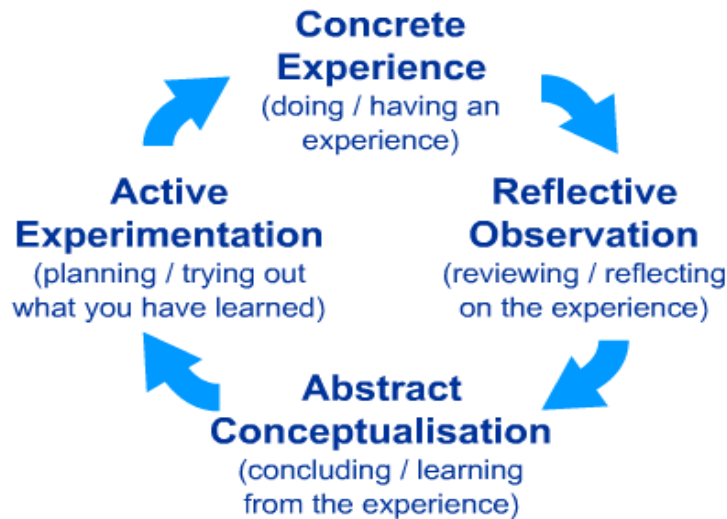 Concrete
Experience
(doing / having an
experience)
Reflective
Observation
(reviewing / reflecting
on the experience)
Abstract
Conceptualisation
(concluding / learning
from the experience)
Active
Experimentation
(planning / trying out
what you have learned)